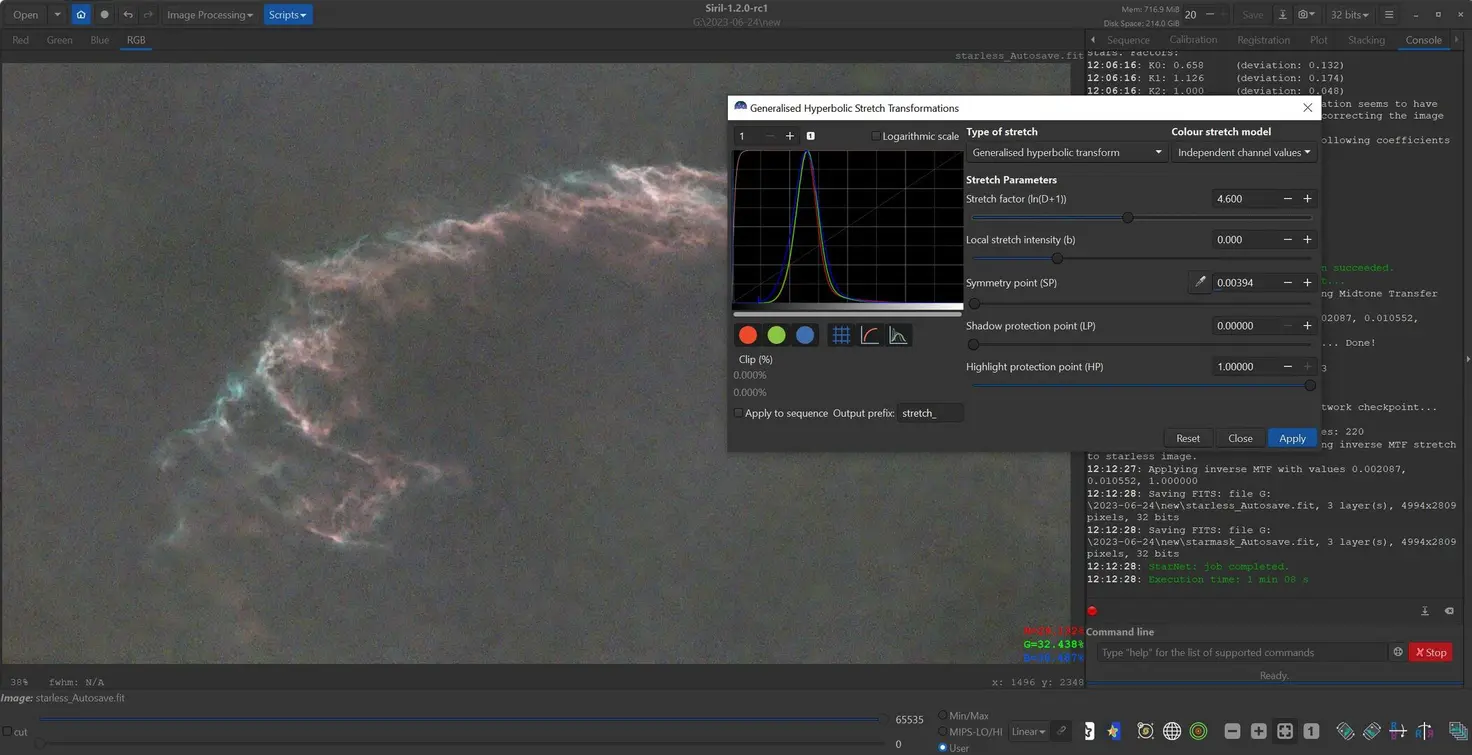 Open
Image Processing
Scripts
Siril-1.2.0-rc1
G:\2023-06-24\new
Mem: 716.9 MiB
Disk Space: 214.0 GiB
20
Save
32 bits
Red
Green
Blue
RGB
Sequence
Calibration
Registration
Plot
Stacking
Console
starless_Autosave.fit
Stars. Factors:
12:06:16: K0: 0.658 (deviation: 0.132)
12:06:16: K1: 1.126 (deviation: 0.174)
12:06:16: K2: 1.000 (deviation: 0.048)
ation seems to have
correcting the image
ollowing coefficients
Generalised Hyperbolic Stretch Transformations
1
1
Logarithmic scale
Type of stretch
Generalised hyperbolic transform
Colour stretch model
Independent channel values
Stretch Parameters
Stretch factor (ln(D+1))
4.600
Local stretch intensity (b)
0.000
Symmetry point (SP)
0.00394
Shadow protection point (LP)
0.00000
Highlight protection point (HP)
1.00000
Clip (%)
0.000%
0.000%
Apply to sequence
Output prefix:
stretch_
Reset
Close
Apply
n succeeded.
t...
ng Midtone Transfer
02087, 0.010552,
... Done!
3
twork checkpoint...
es: 220
ng inverse MTF stretch
to starless image.
12:12:27: Applying inverse MTF with values 0.002087,
0.010552, 1.000000
12:12:28: Saving FITS: file G:
\2023-06-24\new\starless_Autosave.fit, 3 layer(s), 4994x2809
pixels, 32 bits
12:12:28: Saving FITS: file G:
\2023-06-24\new\starmask_Autosave.fit, 3 layer(s), 4994x2809
pixels, 32 bits
12:12:28: StarNet: job completed.
12:12:28: Execution time: 1 min 08 s
G=32.438%
Command line
Type "help" for the list of supported commands
Stop
Ready.
38%
fwhm: N/A
x: 1496 y: 2348
Image: starless_Autosave.fit
cut
65535
0
Min/Max
MIPS-LO/HI
User
Linear
1